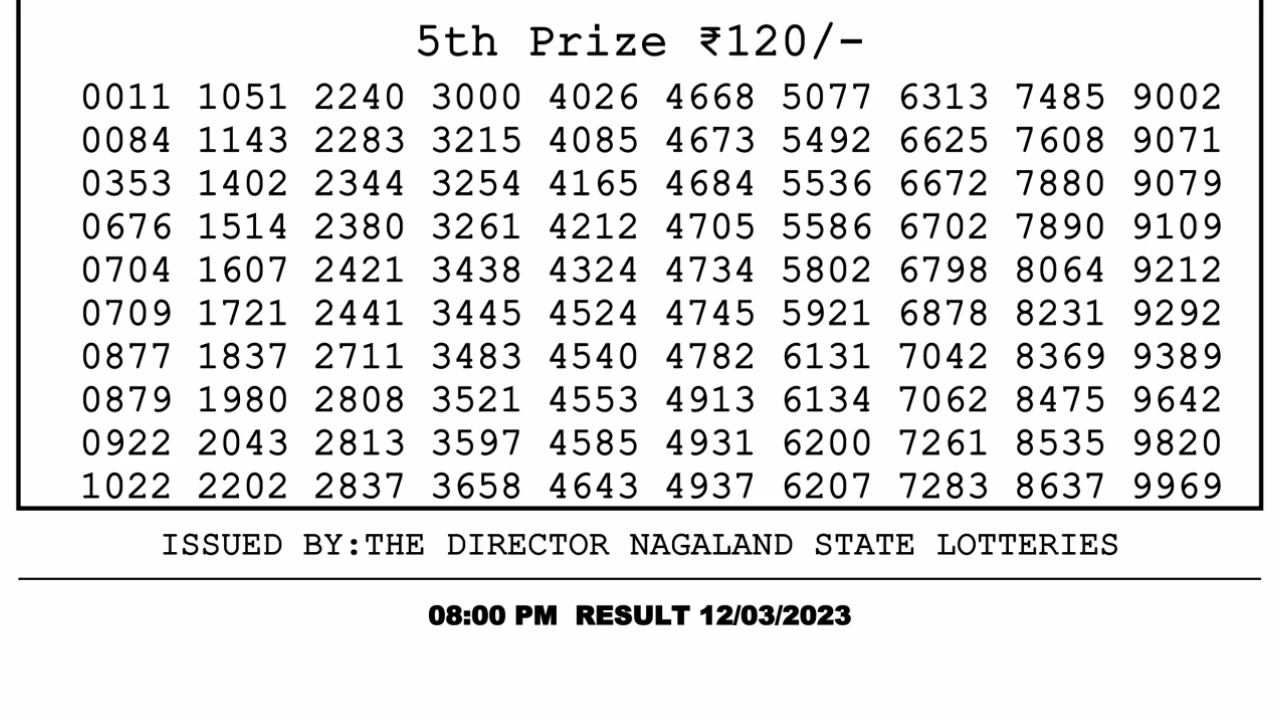 5th Prize ₹120/-
0011 1051 2240 3000 4026 4668 5077 6313 7485 9002
0084 1143 2283 3215 4085 4673 5492 6625 7608 9071
0353 1402 2344 3254 4165 4684 5536 6672 7880 9079
0676 1514 2380 3261 4212 4705 5586 6702 7890 9109
0704 1607 2421 3438 4324 4734 5802 6798 8064 9212
0709 1721 2441 3445 4524 4745 5921 6878 8231 9292
0877 1837 2711 3483 4540 4782 6131 7042 8369 9389
0879 1980 2808 3521 4553 4913 6134 7062 8475 9642
0922 2043 2813 3597 4585 4931 6200 7261 8535 9820
1022 2202 2837 3658 4643 4937 6207 7283 8637 9969
ISSUED BY:THE DIRECTOR NAGALAND STATE LOTTERIES
08:00 PM RESULT 12/03/2023